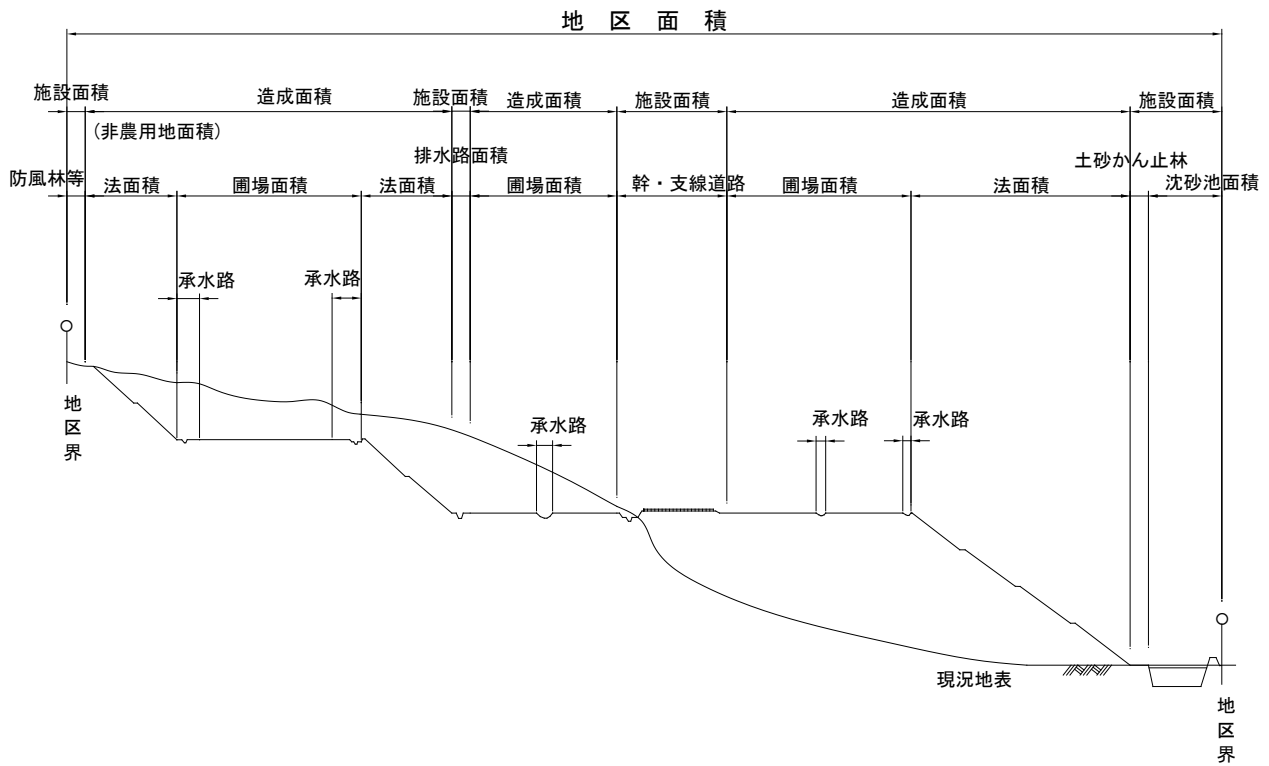 地区面積
施設面積
造成面積
施設面積
造成面積
施設面積
造成面積
施設面積
(非農用地面積)
排水路面積
土砂かん止林
防風林等
法面積
圃場面積
法面積
圃場面積
幹・支線道路
圃場面積
法面積
沈砂池面積
承水路
承水路
地区界
承水路
承水路
承水路
現況地表
地区界